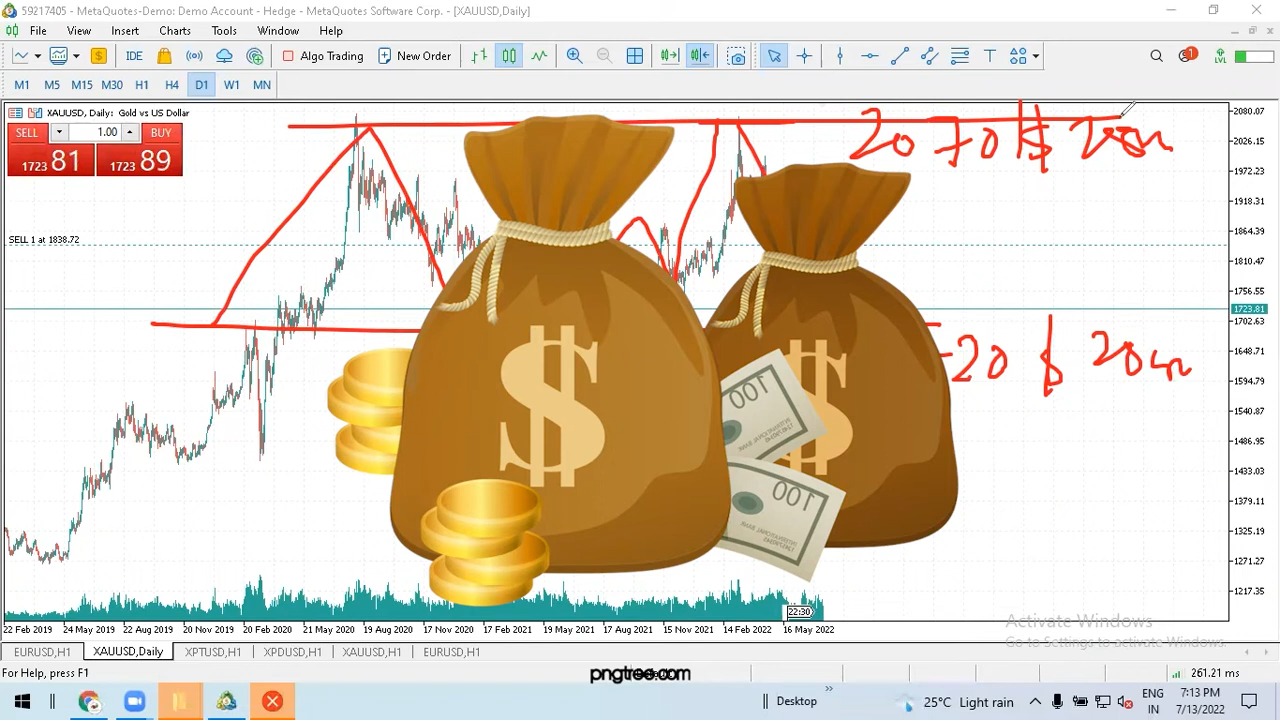 59217405 - MetaQuotes-Demo: Demo Account - Hedge - MetaQuotes Software Corp. - [XAUUSD,Daily]
File View Insert Charts Tools Window Help
IDE Algo Trading New Order 1 LVL
M1 M5 M15 M30 H1 H4 D1 W1 MN
XAUUSD, Daily: Gold vs US Dollar
SELL 1.00 BUY
1723 81 1723 89
2080.07
2026.15
1972.23
1918.31
1864.39
1810.47
1756.55
1723.81
1702.63
1648.71
1594.79
1540.87
1486.95
1433.03
1379.11
1325.19
1271.27
1217.35
20 70 $
SELL 1 at 1838.72
20 $ 20m
$ $
100
100
22:30
22 Feb 2019 24 May 2019 22 Aug 2019 20 Nov 2019 20 Feb 2020 21 May 2020 19 Aug 2020 17 Nov 2020 17 Feb 2021 19 May 2021 17 Aug 2021 15 Nov 2021 14 Feb 2022 16 May 2022
Activate Windows
Go to Settings to activate Windows.
EURUSD,H1 XAUUSD,Daily XPTUSD,H1 XPDUSD,H1 XAUUSD,H1 EURUSD,H1
For Help, press F1
pngtree.com
261.21 ms
Desktop
25°C Light rain
ENG
IN
7:13 PM
7/13/2022